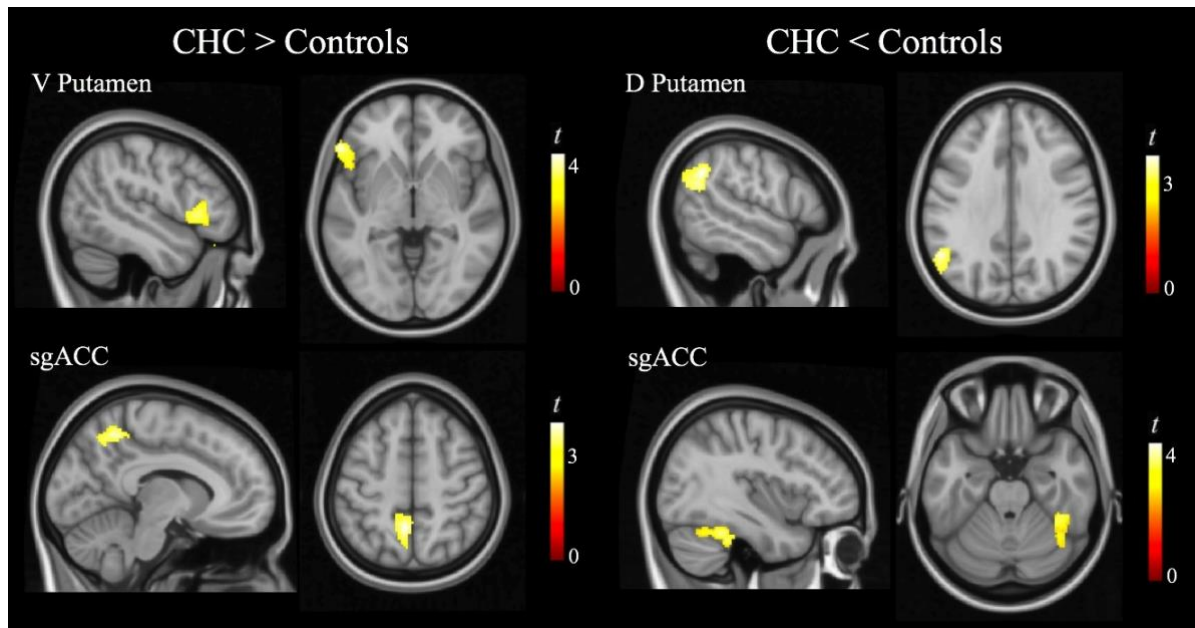 CHC > Controls
CHC < Controls
V Putamen
t
4
0
D Putamen
t
3
0
sgACC
t
3
0
sgACC
t
4
0